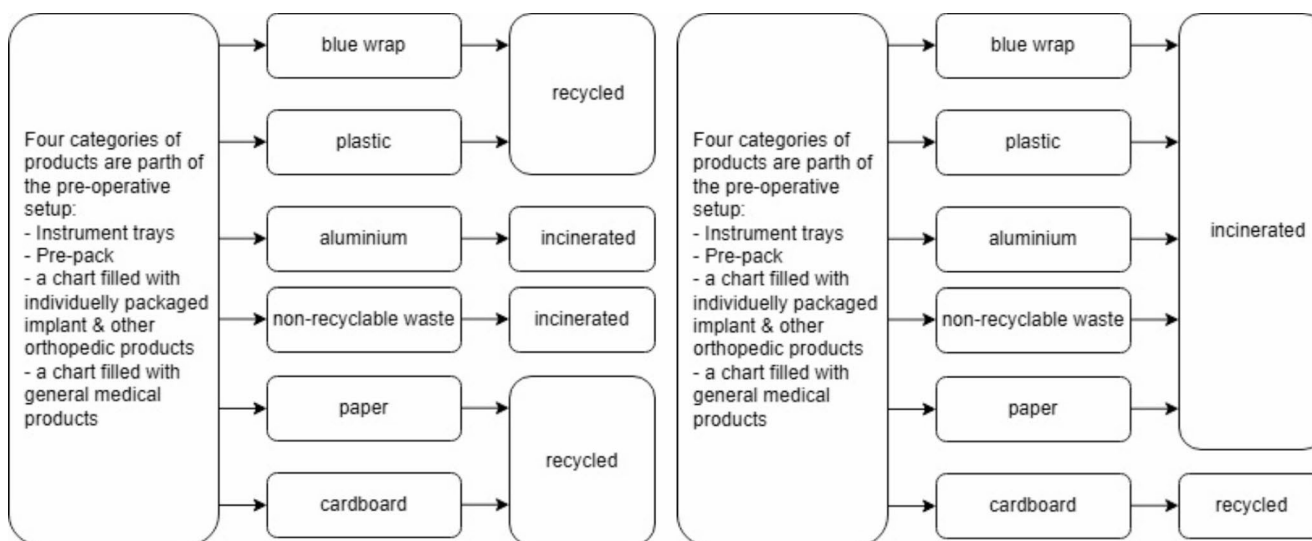 Four categories of
products are parth of
the pre-operative
setup:
- Instrument trays
- Pre-pack
- a chart filled with
individuelly packaged
implant & other
orthopedic products
- a chart filled with
general medical
products
blue wrap
plastic
aluminium
non-recyclable waste
paper
cardboard
recycled
incinerated
incinerated
recycled
Four categories of
products are parth of
the pre-operative
setup:
- Instrument trays
- Pre-pack
- a chart filled with
individuelly packaged
implant & other
orthopedic products
- a chart filled with
general medical
products
blue wrap
plastic
aluminium
non-recyclable waste
paper
cardboard
incinerated
recycled